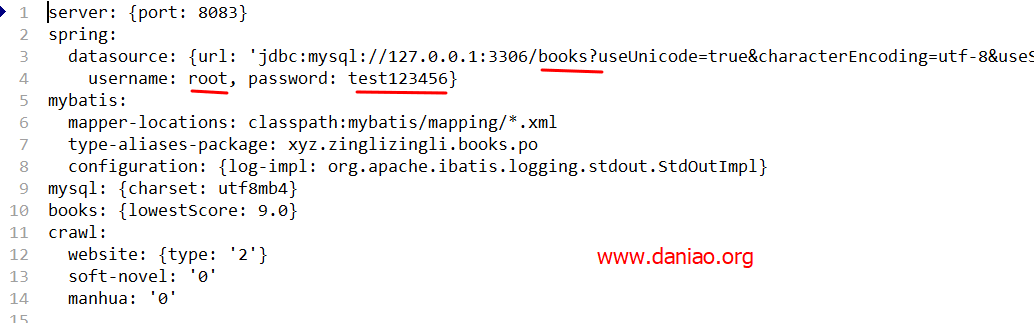 1 server: {port: 8083}
2 spring:
3   datasource: {url: 'jdbc:mysql://127.0.0.1:3306/books?useUnicode=true&characterEncoding=utf-8&useS
4     username: root, password: test123456}
5 mybatis:
6   mapper-locations: classpath:mybatis/mapping/*.xml
7   type-aliases-package: xyz.zinglizingli.books.po
8   configuration: {log-impl: org.apache.ibatis.logging.stdout.StdOutImpl}
9 mysql: {charset: utf8mb4}
10 books: {lowestScore: 9.0}
11 crawl:
12   website: {type: '2'}
www.daniao.org
13   soft-novel: '0'
14   manhua: '0'
15